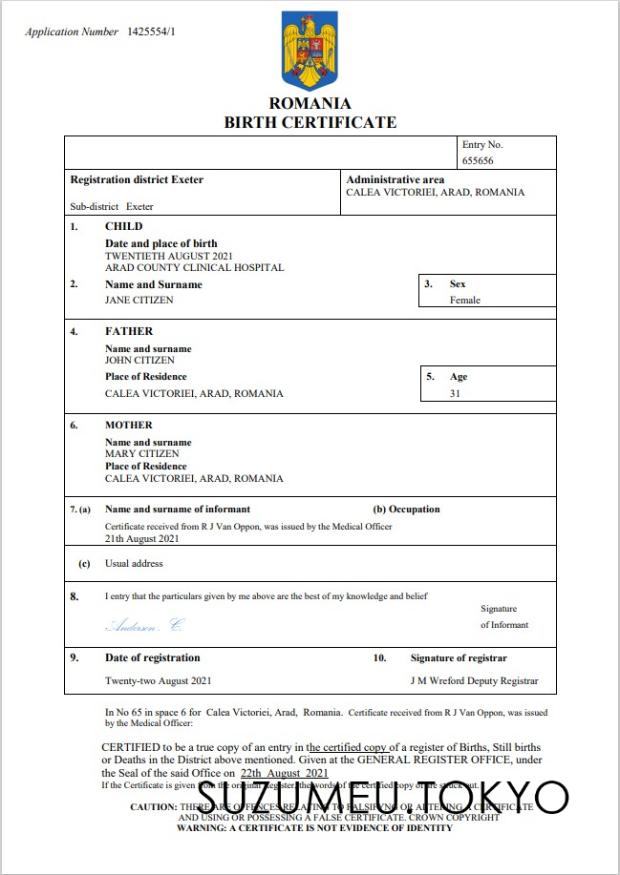 Application Number 1425554/1
ROMANIA
BIRTH CERTIFICATE
Entry No.
655656
Registration district Exeter
Administrative area
CALEA VICTORIEI, ARAD, ROMANIA
Sub-district Exeter
1. CHILD
Date and place of birth
TWENTIETH AUGUST 2021
ARAD COUNTY CLINICAL HOSPITAL
2. Name and Surname
3. Sex
JANE CITIZEN
Female
4. FATHER
Name and surname
JOHN CITIZEN
Place of Residence
5. Age
CALEA VICTORIEI, ARAD, ROMANIA
31
6. MOTHER
Name and surname
MARY CITIZEN
Place of Residence
CALEA VICTORIEI, ARAD, ROMANIA
7. (a) Name and surname of informant (b) Occupation
Certificate received from R J Van Oppon, was issued by the Medical Officer
21th August 2021
(c) Usual address
8. I entry that the particulars given by me above are the best of my knowledge and belief
Signature
of Informant
Anderson C.
9. Date of registration 10. Signature of registrar
Twenty-two August 2021 J M Wreford Deputy Registrar
In No 65 in space 6 for Calea Victoriei, Arad, Romania. Certificate received from R J Van Oppon, was issued
by the Medical Officer:
CERTIFIED to be a true copy of an entry in the certified copy of a register of Births, Still births
or Deaths in the District above mentioned. Given at the GENERAL REGISTER OFFICE, under
the Seal of the said Office on 22th August 2021
If the Certificate is given from the original Register, the words of the certified copy of are struck out.
SUZUMEU.TOKYO
CAUTION: THERE ARE OFFENCES RELATING TO FALSIFYING OR ALTERING A CERTIFICATE
AND USING OR POSSESSING A FALSE CERTIFICATE. CROWN COPYRIGHT
WARNING: A CERTIFICATE IS NOT EVIDENCE OF IDENTITY